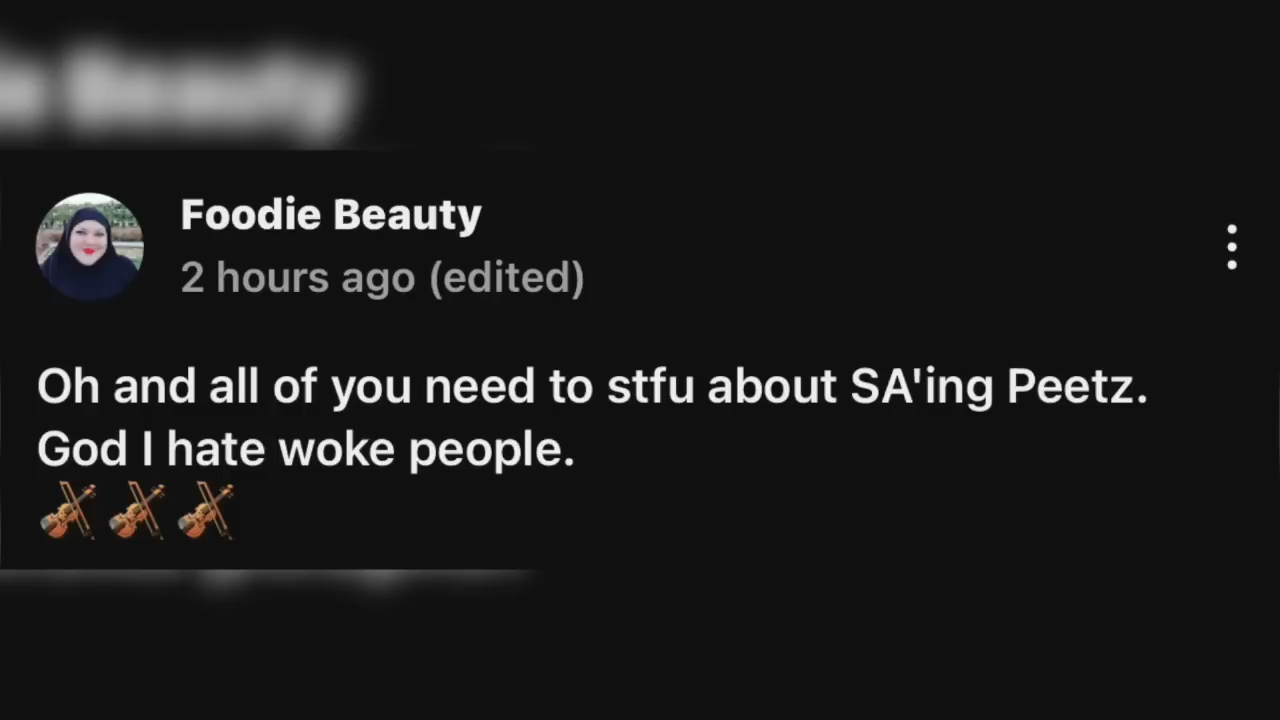 e Beauty
Foodie Beauty
2 hours ago (edited)
Oh and all of you need to stfu about SA'ing Peetz.
God I hate woke people.
🎻🎻🎻